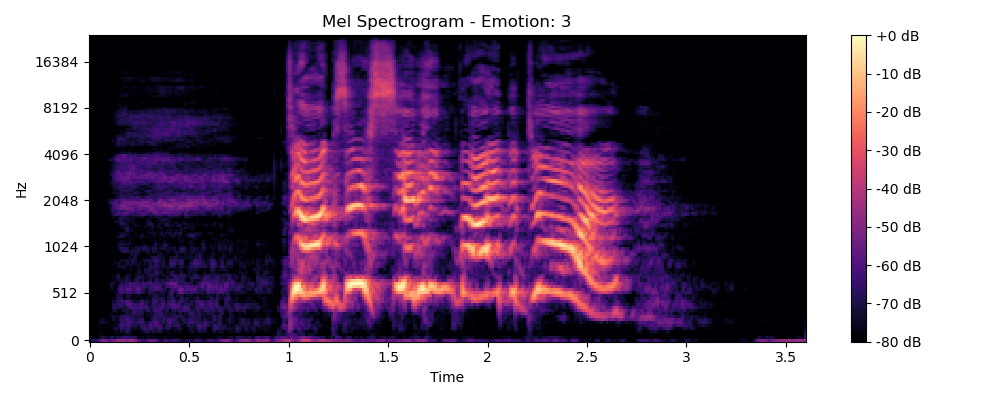 Mel Spectrogram - Emotion: 3
Hz
16384
8192
4096
2048
1024
512
0
0 0.5 1 1.5 2 2.5 3 3.5
Time
+0 dB
-10 dB
-20 dB
-30 dB
-40 dB
-50 dB
-60 dB
-70 dB
-80 dB